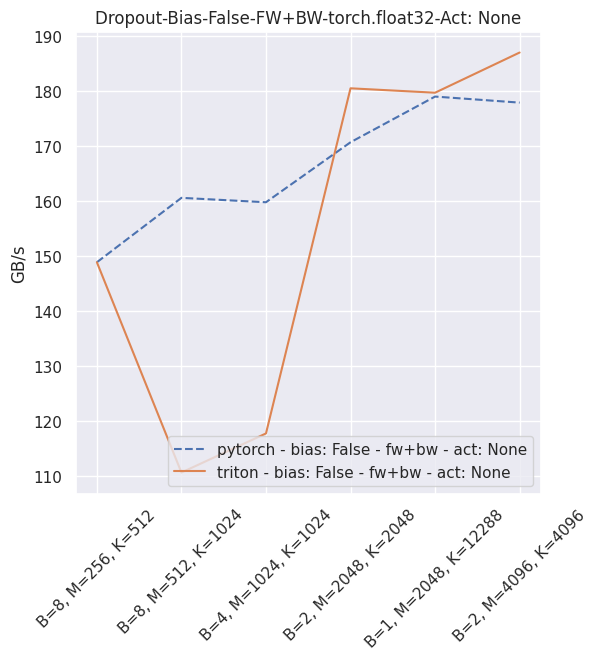 Dropout-Bias-False-FW+BW-torch.float32-Act: None
190
180
170
160
150
140
130
120
110
GB/s
pytorch - bias: False - fw+bw - act: None
triton - bias: False - fw+bw - act: None
B=8, M=256, K=512
B=8, M=512, K=1024
B=4, M=1024, K=1024
B=2, M=2048, K=2048
B=1, M=2048, K=12288
B=2, M=4096, K=4096